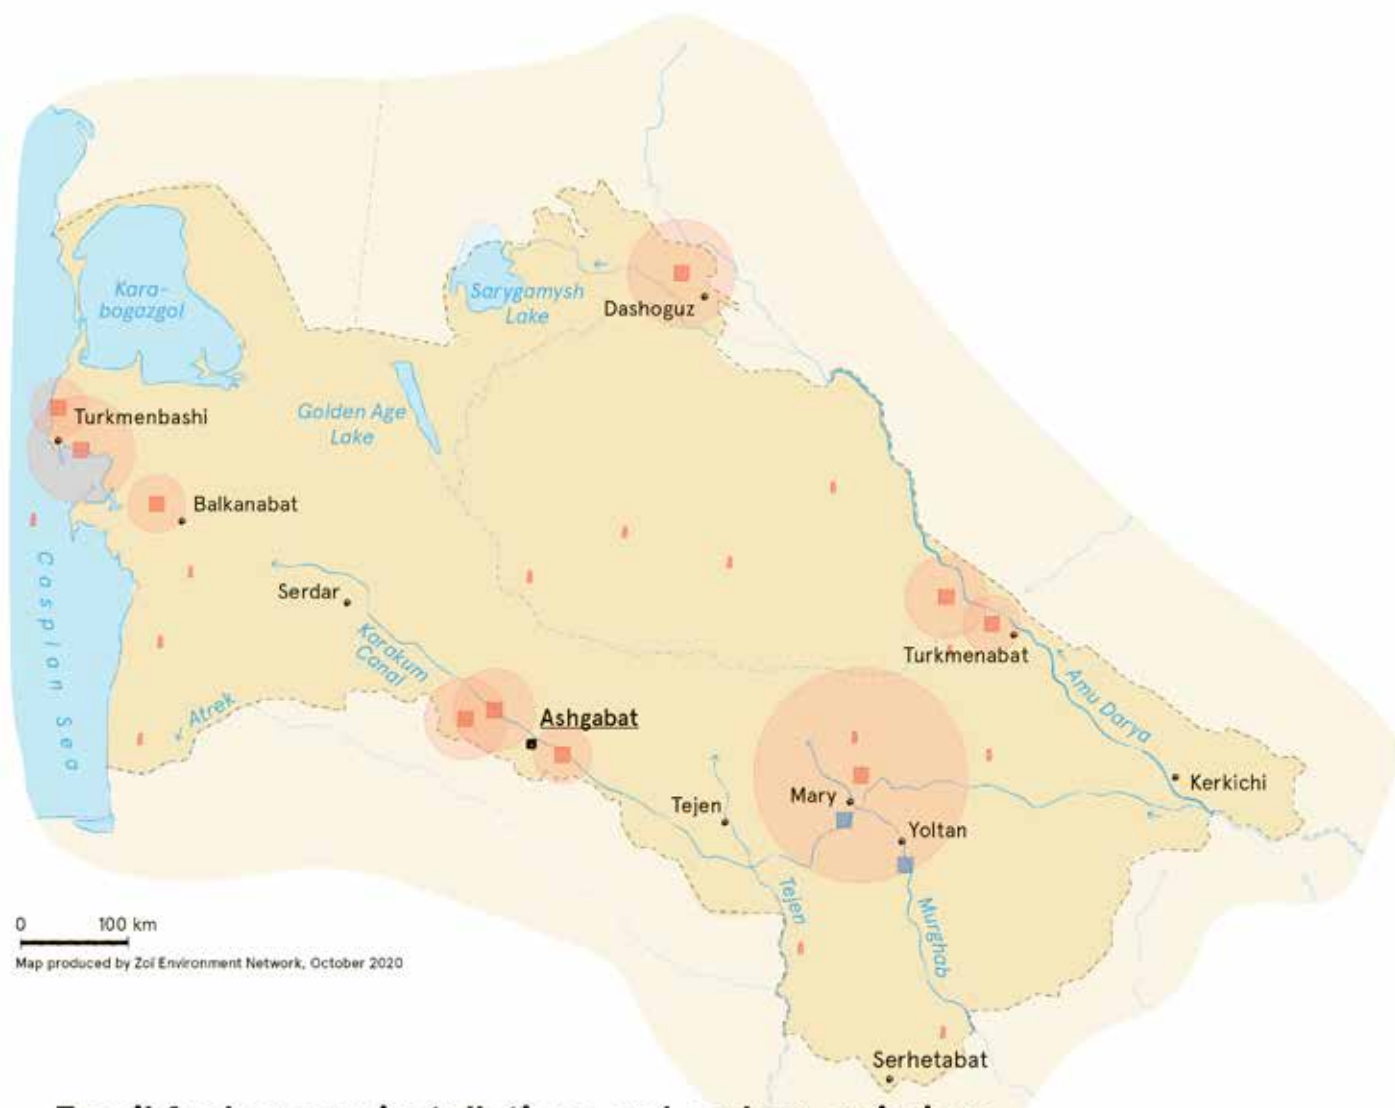 Kara-
bogazgol
Sarygamysh
Lake
Dashoguz
Golden Age
Lake
Turkmenbashi
Balkanabat
Caspian Sea
Serdar
Karakum
Canal
Turkmenabat
Amu Darya
Atrek
Ashgabat
Kerkichi
Mary
Tejen
Yoltan
Tejen
Murghab
0 100 km
Map produced by Zoï Environment Network, October 2020
Serhetabat